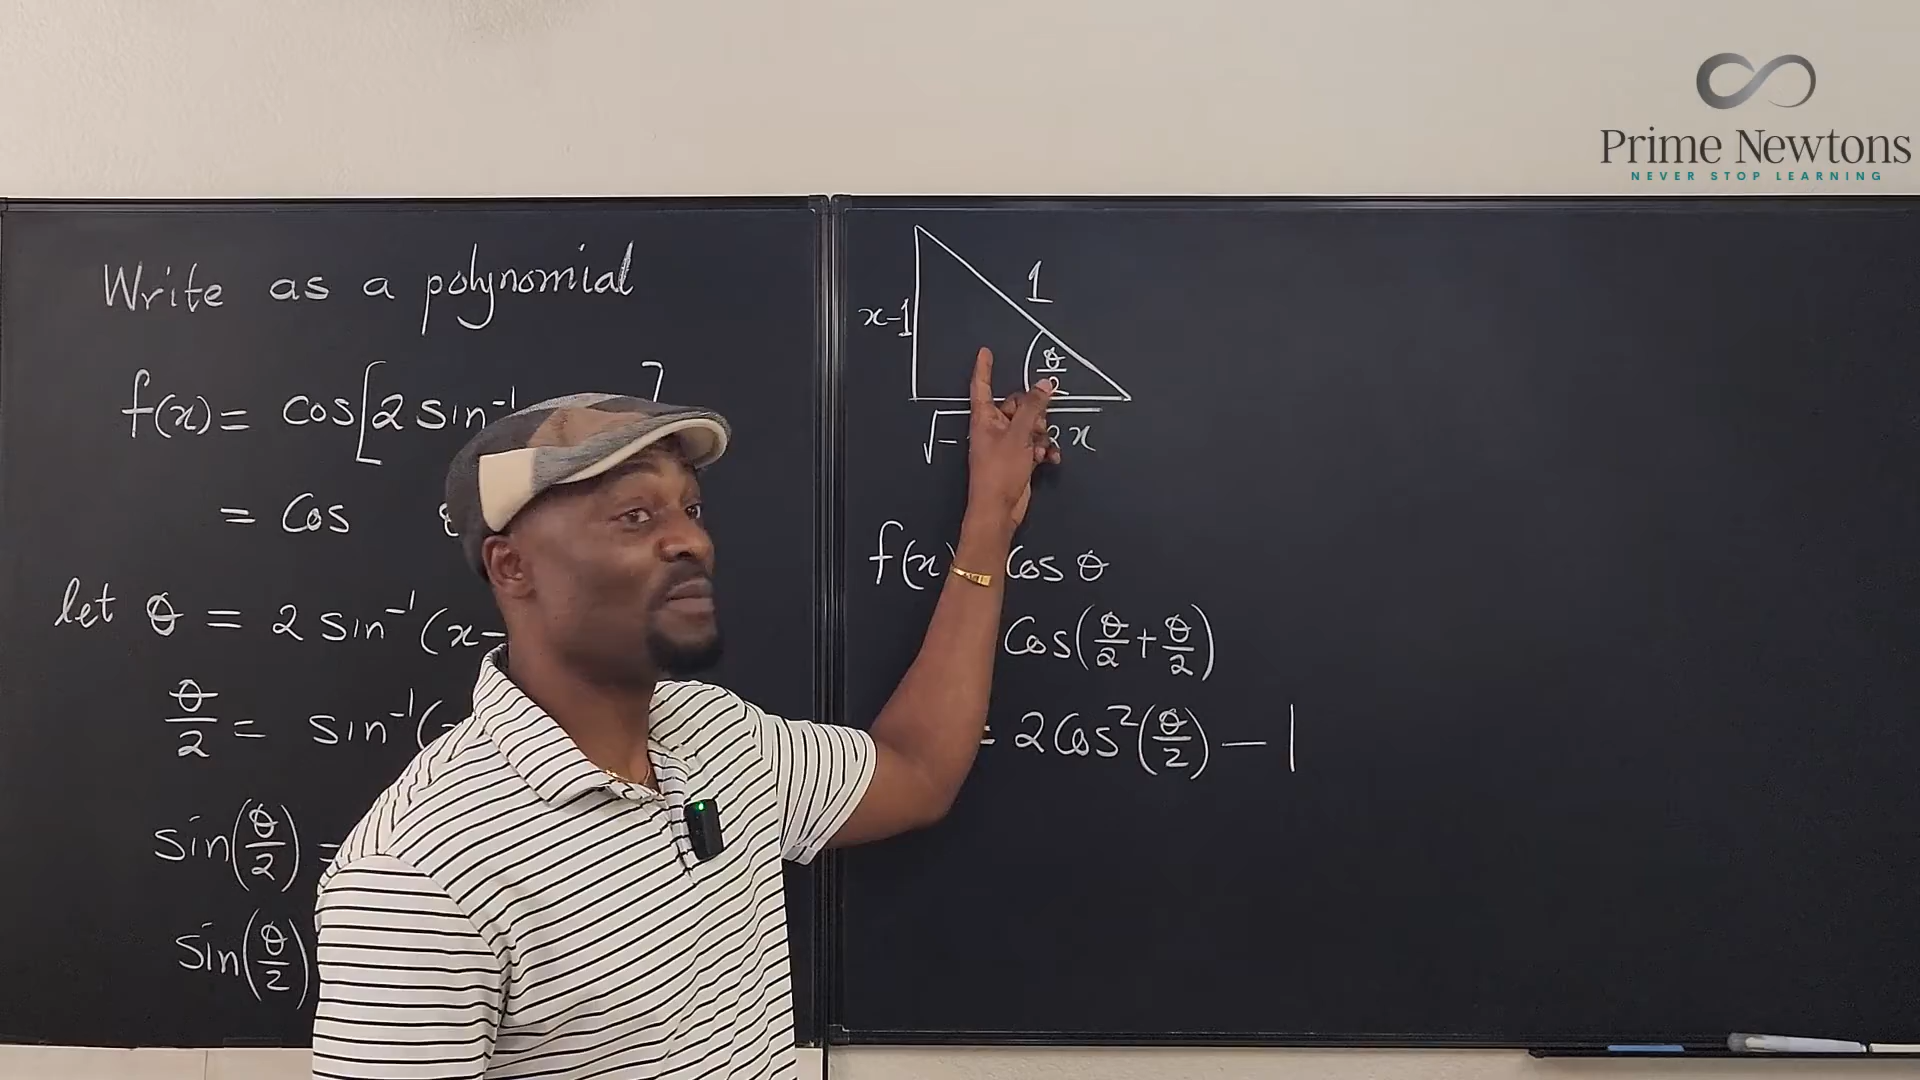 Write as a polynomial
f(x) = cos[2 sin⁻¹ ]
= Cos
let θ = 2 sin⁻¹(x-
θ/2 = sin⁻¹(
sin(θ/2) =
Sin(θ/2)
x-1
1
θ/2
√- 2x
f(x) Cos θ
Cos(θ/2 + θ/2)
= 2Cos²(θ/2) - 1
Prime Newtons
NEVER STOP LEARNING